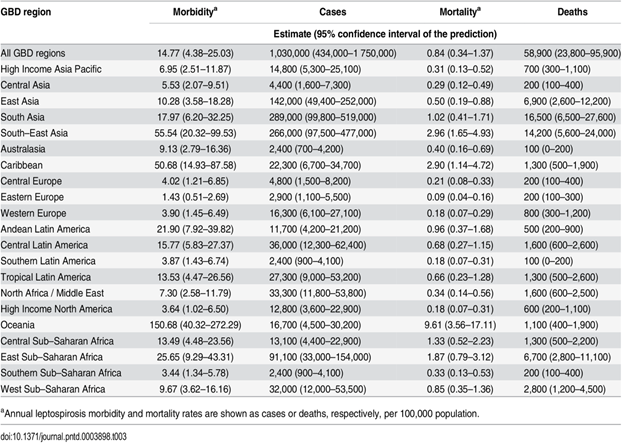 GBD region Morbidityᵃ Cases Mortalityᵃ Deaths
Estimate (95% confidence interval of the prediction)
All GBD regions 14.77 (4.38–25.03) 1,030,000 (434,000–1 750,000) 0.84 (0.34–1.37) 58,900 (23,800–95,900)
High Income Asia Pacific 6.95 (2.51–11.87) 14,800 (5,300–25,100) 0.31 (0.13–0.52) 700 (300–1,100)
Central Asia 5.53 (2.07–9.51) 4,400 (1,600–7,300) 0.29 (0.12–0.49) 200 (100–400)
East Asia 10.28 (3.58–18.28) 142,000 (49,400–252,000) 0.50 (0.19–0.88) 6,900 (2,600–12,200)
South Asia 17.97 (6.20–32.25) 289,000 (99,800–519,000) 1.02 (0.41–1.71) 16,500 (6,500–27,600)
South–East Asia 55.54 (20.32–99.53) 266,000 (97,500–477,000) 2.96 (1.65–4.93) 14,200 (5,600–24,000)
Australasia 9.13 (2.79–16.36) 2,400 (700–4,200) 0.40 (0.16–0.69) 100 (0–200)
Caribbean 50.68 (14.93–87.58) 22,300 (6,700–34,700) 2.90 (1.14–4.72) 1,300 (500–1,900)
Central Europe 4.02 (1.21–6.85) 4,800 (1,500–8,200) 0.21 (0.08–0.33) 200 (100–400)
Eastern Europe 1.43 (0.51–2.69) 2,900 (1,100–5,500) 0.09 (0.04–0.16) 200 (100–300)
Western Europe 3.90 (1.45–6.49) 16,300 (6,100–27,100) 0.18 (0.07–0.29) 800 (300–1,200)
Andean Latin America 21.90 (7.92–39.82) 11,700 (4,200–21,200) 0.96 (0.37–1.68) 500 (200–900)
Central Latin America 15.77 (5.83–27.37) 36,000 (12,300–62,400) 0.68 (0.27–1.15) 1,600 (600–2,600)
Southern Latin America 3.87 (1.43–6.74) 2,400 (900–4,100) 0.18 (0.07–0.31) 100 (0–200)
Tropical Latin America 13.53 (4.47–26.56) 27,300 (9,000–53,200) 0.66 (0.23–1.28) 1,300 (500–2,600)
North Africa / Middle East 7.30 (2.58–11.79) 33,300 (11,800–53,800) 0.34 (0.14–0.56) 1,600 (600–2,500)
High Income North America 3.64 (1.02–6.50) 12,800 (3,600–22,900) 0.18 (0.07–0.31) 600 (200–1,100)
Oceania 150.68 (40.32–272.29) 16,700 (4,500–30,200) 9.61 (3.56–17.11) 1,100 (400–1,900)
Central Sub–Saharan Africa 13.49 (4.48–23.56) 13,100 (4,400–22,900) 1.33 (0.52–2.23) 1,300 (500–2,200)
East Sub–Saharan Africa 25.65 (9.29–43.31) 91,100 (33,000–154,000) 1.87 (0.79–3.12) 6,700 (2,800–11,100)
Southern Sub–Saharan Africa 3.44 (1.34–5.78) 2,400 (900–4,100) 0.33 (0.13–0.53) 200 (100–400)
West Sub–Saharan Africa 9.67 (3.62–16.16) 32,000 (12,000–53,500) 0.85 (0.35–1.36) 2,800 (1,200–4,500)
ᵃAnnual leptospirosis morbidity and mortality rates are shown as cases or deaths, respectively, per 100,000 population.
doi:10.1371/journal.pntd.0003898.t003